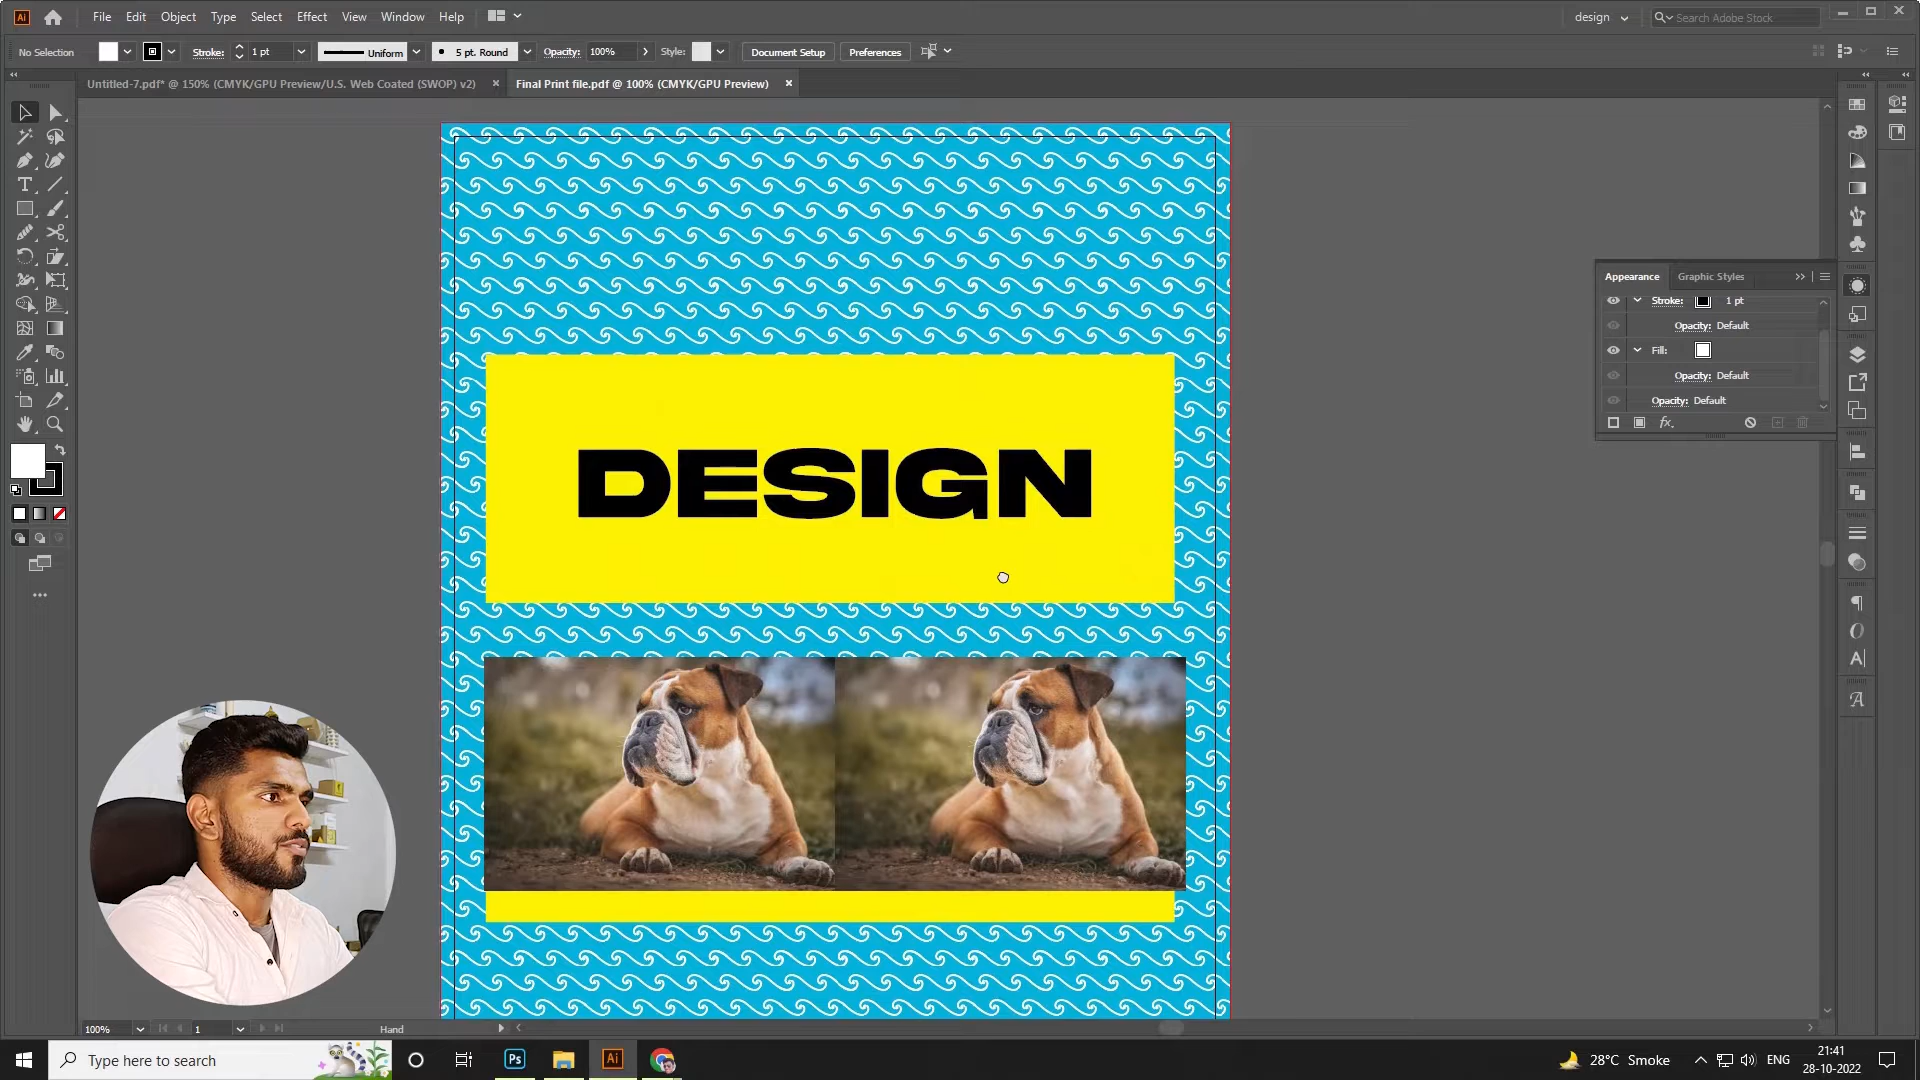 Ai File Edit Object Type Select Effect View Window Help design Search Adobe Stock
No Selection Stroke: 1 pt Uniform 5 pt. Round Opacity: 100% Style: Document Setup Preferences
Untitled-7.pdf* @ 150% (CMYK/GPU Preview/U.S. Web Coated (SWOP) v2) × Final Print file.pdf @ 100% (CMYK/GPU Preview) ×
Appearance Graphic Styles
Stroke: 1 pt
Opacity: Default
Fill:
Opacity: Default
Opacity: Default
fx
DESIGN
100% 1 Hand
Type here to search Ps Ai 28°C Smoke ENG 21:41
28-10-2022